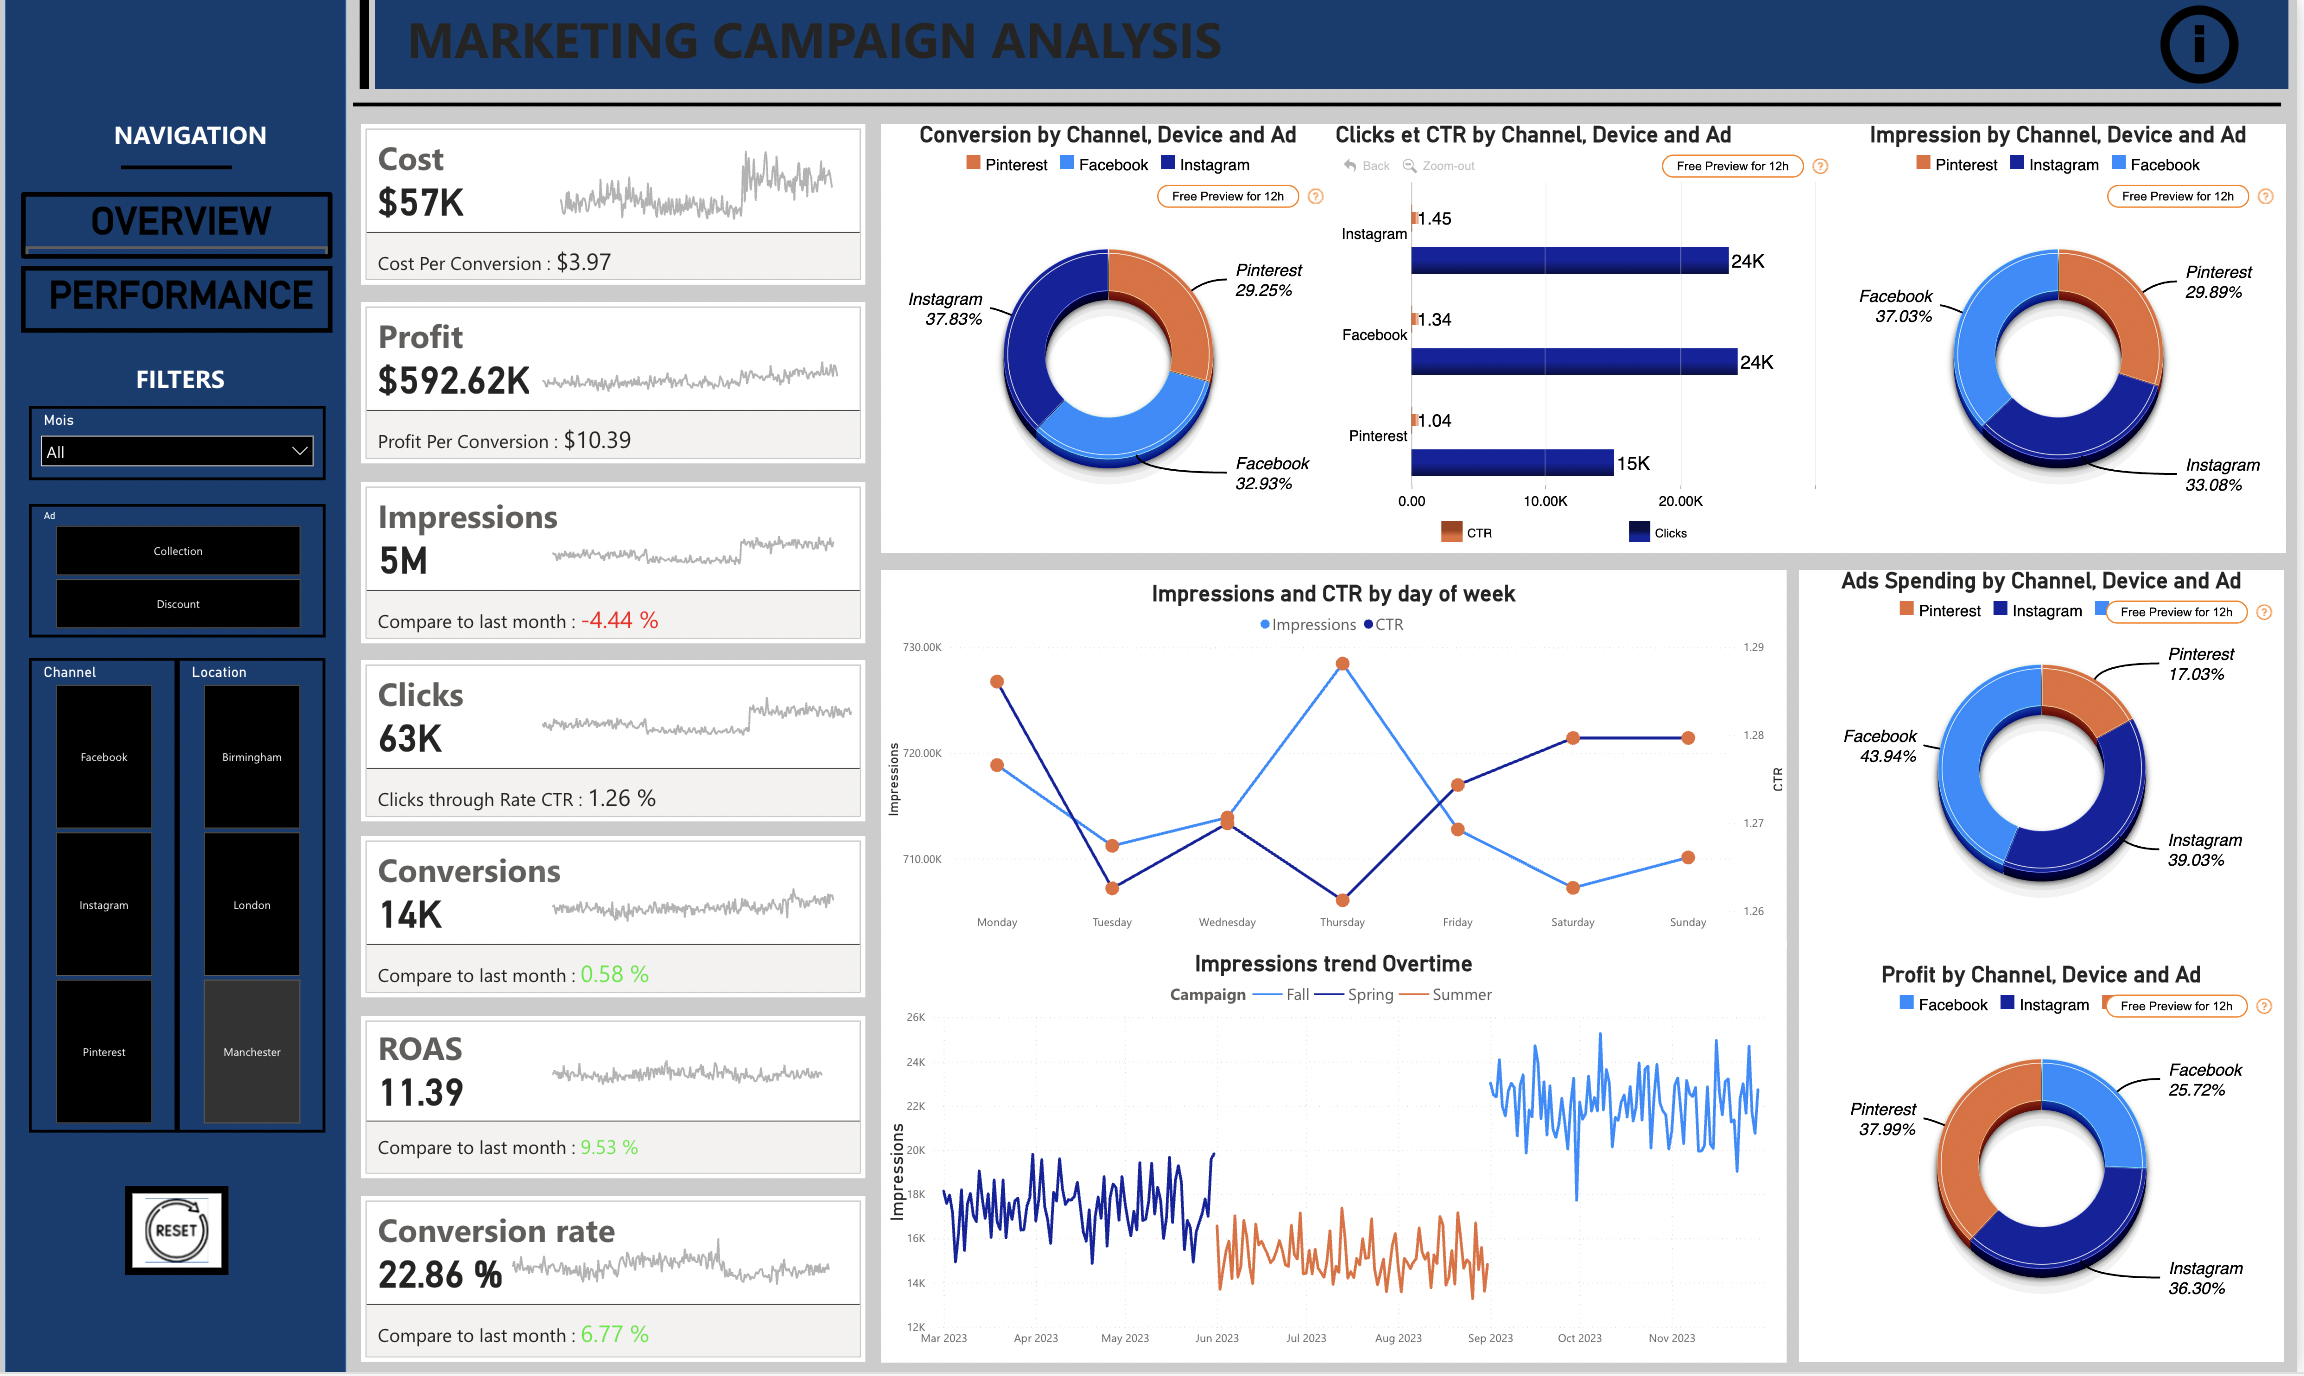 MARKETING CAMPAIGN ANALYSIS
i
NAVIGATION
OVERVIEW
PERFORMANCE
FILTERS
Mois
All
Ad
Collection
Discount
Channel
Facebook
Instagram
Pinterest
Location
Birmingham
London
Manchester
RESET
Cost
$57K
Cost Per Conversion : $3.97
Profit
$592.62K
Profit Per Conversion : $10.39
Impressions
5M
Compare to last month : -4.44 %
Clicks
63K
Clicks through Rate CTR : 1.26 %
Conversions
14K
Compare to last month : 0.58 %
ROAS
11.39
Compare to last month : 9.53 %
Conversion rate
22.86 %
Compare to last month : 6.77 %
Conversion by Channel, Device and Ad
Pinterest Facebook Instagram
Free Preview for 12h ?
Pinterest
29.25%
Instagram
37.83%
Facebook
32.93%
Clicks et CTR by Channel, Device and Ad
Back Zoom-out
Free Preview for 12h ?
1.45
Instagram
24K
1.34
Facebook
24K
1.04
Pinterest
15K
0.00 10.00K 20.00K
CTR Clicks
Impression by Channel, Device and Ad
Pinterest Instagram Facebook
Free Preview for 12h ?
Pinterest
29.89%
Facebook
37.03%
Instagram
33.08%
Impressions and CTR by day of week
Impressions CTR
730.00K
720.00K
710.00K
Impressions
1.29
1.28
1.27
1.26
CTR
Monday Tuesday Wednesday Thursday Friday Saturday Sunday
Impressions trend Overtime
Campaign Fall Spring Summer
26K
24K
22K
20K
18K
16K
14K
12K
Impressions
Mar 2023 Apr 2023 May 2023 Jun 2023 Jul 2023 Aug 2023 Sep 2023 Oct 2023 Nov 2023
Ads Spending by Channel, Device and Ad
Pinterest Instagram
Free Preview for 12h ?
Pinterest
17.03%
Facebook
43.94%
Instagram
39.03%
Profit by Channel, Device and Ad
Facebook Instagram
Free Preview for 12h ?
Facebook
25.72%
Pinterest
37.99%
Instagram
36.30%